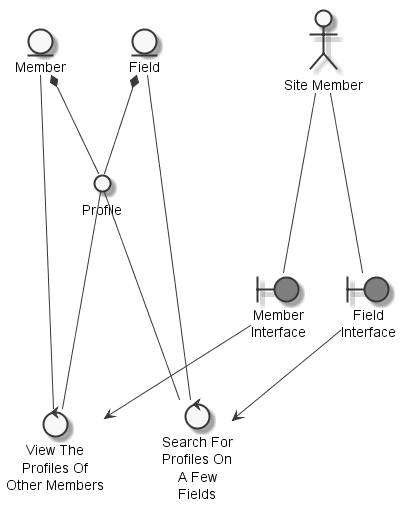 Member
Field
Site Member
Profile
Member
Interface
Field
Interface
View The
Profiles Of
Other Members
Search For
Profiles On
A Few
Fields